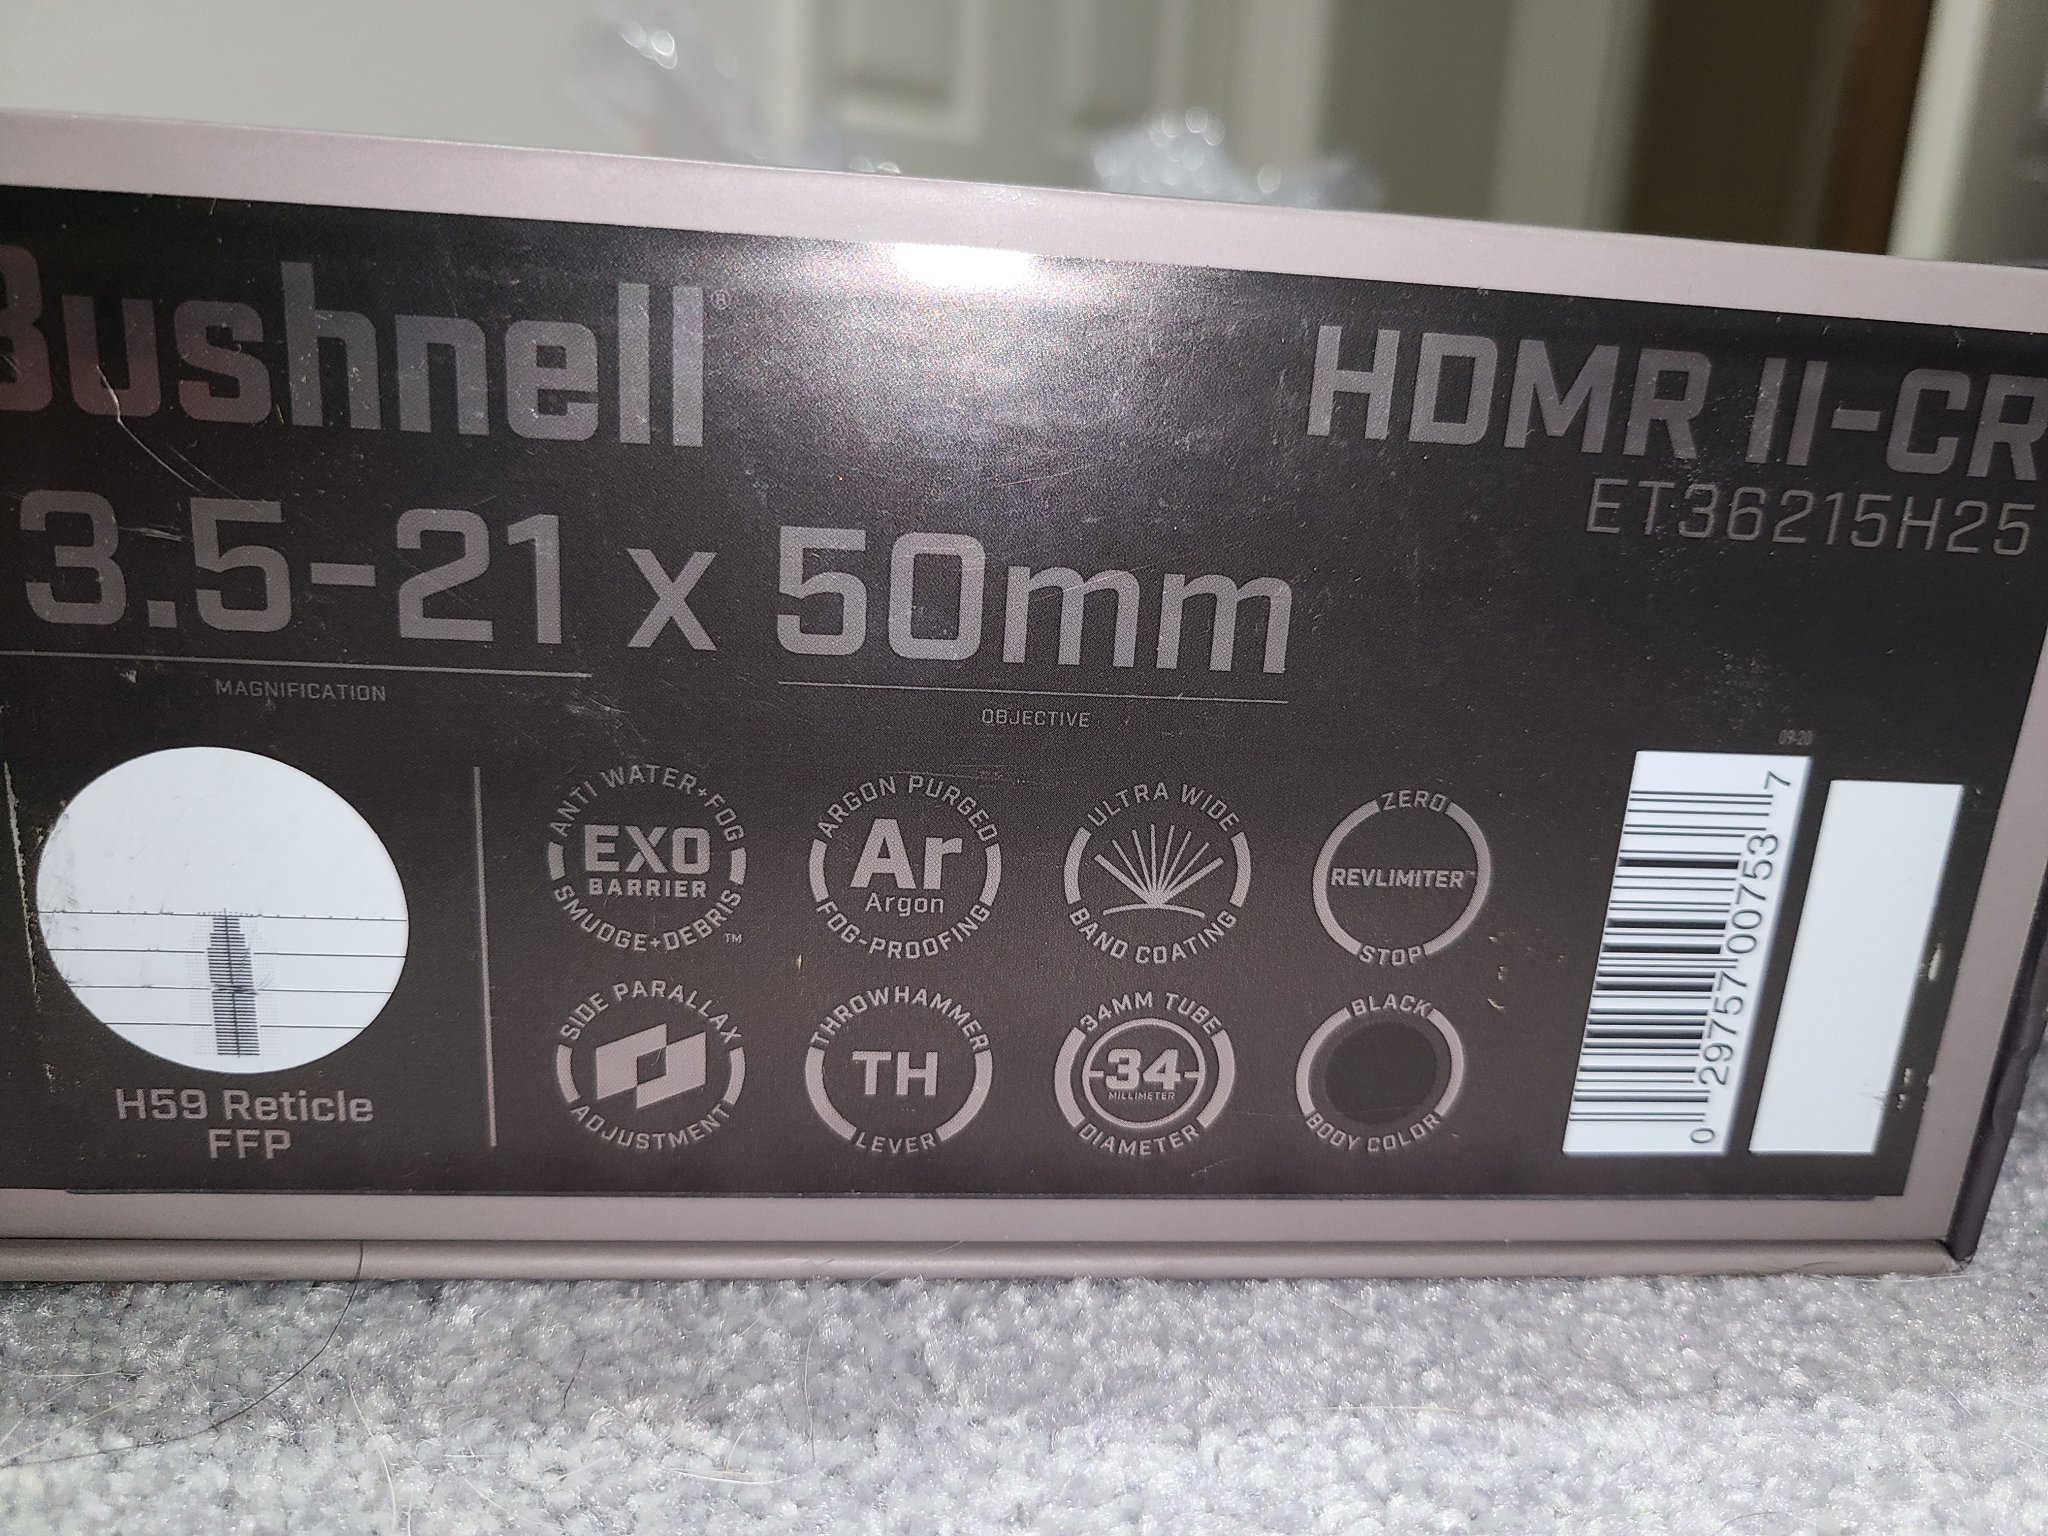 Bushnell®
HDMR II-CR
ET36215H25
3.5-21 x 50mm
MAGNIFICATION
OBJECTIVE
09-20
H59 Reticle
FFP
ANTI WATER+FOG
EXO
BARRIER
SMUDGE+DEBRIS™
ARGON PURGED
Ar
Argon
FOG-PROOFING
ULTRA WIDE
BAND COATING
ZERO
REVLIMITER™
STOP
SIDE PARALLAX
ADJUSTMENT
THROWHAMMER
TH
LEVER
34MM TUBE
34
MILLIMETER
DIAMETER
BLACK
BODY COLOR
0 29757 00753 7